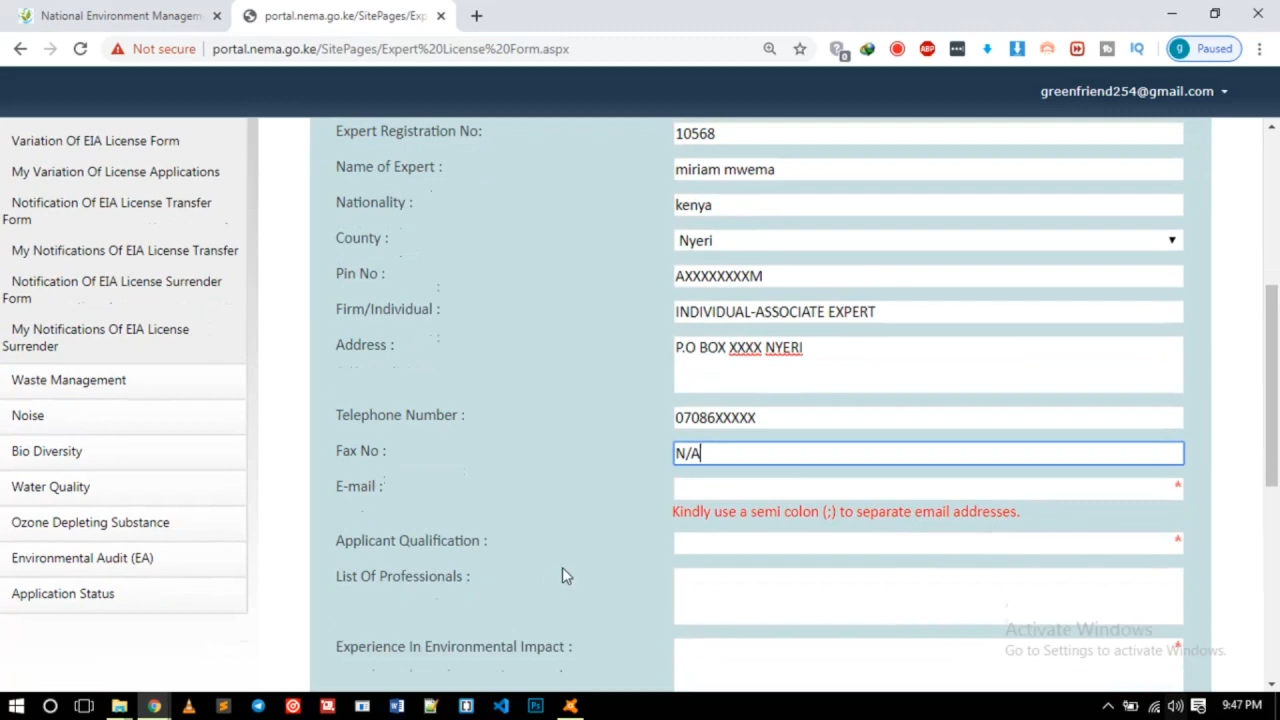 National Environment Managem
portal.nema.go.ke/SitePages/Exp
Not secure
portal.nema.go.ke/SitePages/Expert%20License%20Form.aspx
0
ABP
IQ
g
Paused
greenfriend254@gmail.com
Variation Of EIA License Form
My Variation Of License Applications
Notification Of EIA License Transfer
Form
My Notifications Of EIA License Transfer
Notification Of EIA License Surrender
Form
My Notifications Of EIA License
Surrender
Waste Management
Noise
Bio Diversity
Water Quality
Ozone Depleting Substance
Environmental Audit (EA)
Application Status
Expert Registration No:
10568
Name of Expert :
miriam mwema
Nationality :
kenya
County :
Nyeri
Pin No :
AXXXXXXXXM
Firm/Individual :
INDIVIDUAL-ASSOCIATE EXPERT
Address :
P.O BOX XXXX NYERI
Telephone Number :
07086XXXXX
Fax No :
N/A
E-mail :
*
Kindly use a semi colon (;) to separate email addresses.
Applicant Qualification :
*
List Of Professionals :
Experience In Environmental Impact :
*
Activate Windows
Go to Settings to activate Windows.
Ps
9:47 PM